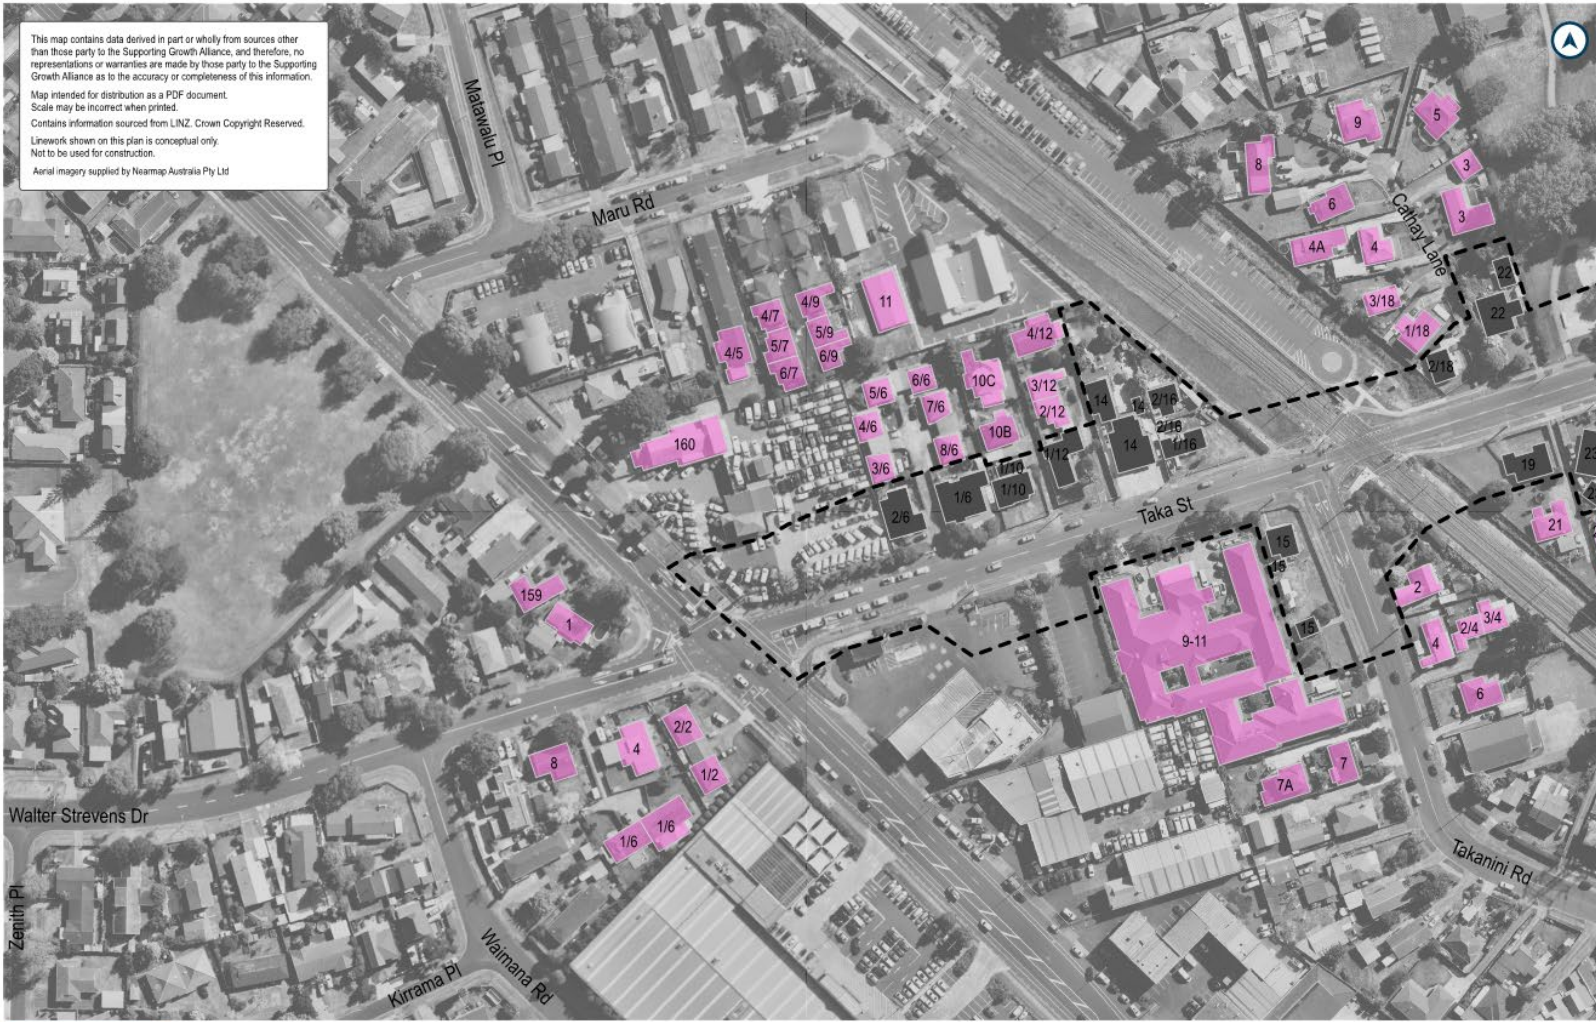 This map contains data derived in part or wholly from sources other
than those party to the Supporting Growth Alliance, and therefore, no
representations or warranties are made by those party to the Supporting
Growth Alliance as to the accuracy or completeness of this information.
Map intended for distribution as a PDF document.
Scale may be incorrect when printed.
Contains information sourced from LINZ. Crown Copyright Reserved.
Linework shown on this plan is conceptual only.
Not to be used for construction.
Aerial imagery supplied by Nearmap Australia Pty Ltd
Matawalu Pl
Maru Rd
Cathay Lane
9
5
8
3
6
3
4A
4
22
3/18
22
1/18
2/18
11
4/9
4/7
5/9
5/7
6/9
6/7
4/5
4/12
10C
6/6
5/6
7/6
3/12
2/12
4/6
10B
8/6
3/6
160
14
14
2/16
2/16
14
1/16
1/12
1/10
1/10
1/6
2/6
Taka St
19
23
21
15
15
15
9-11
2
3/4
2/4
4
6
7
7A
159
1
2/2
4
8
1/2
1/6
1/6
Walter Strevens Dr
Zenith Pl
Kirrama Pl
Waimana Rd
Takanini Rd